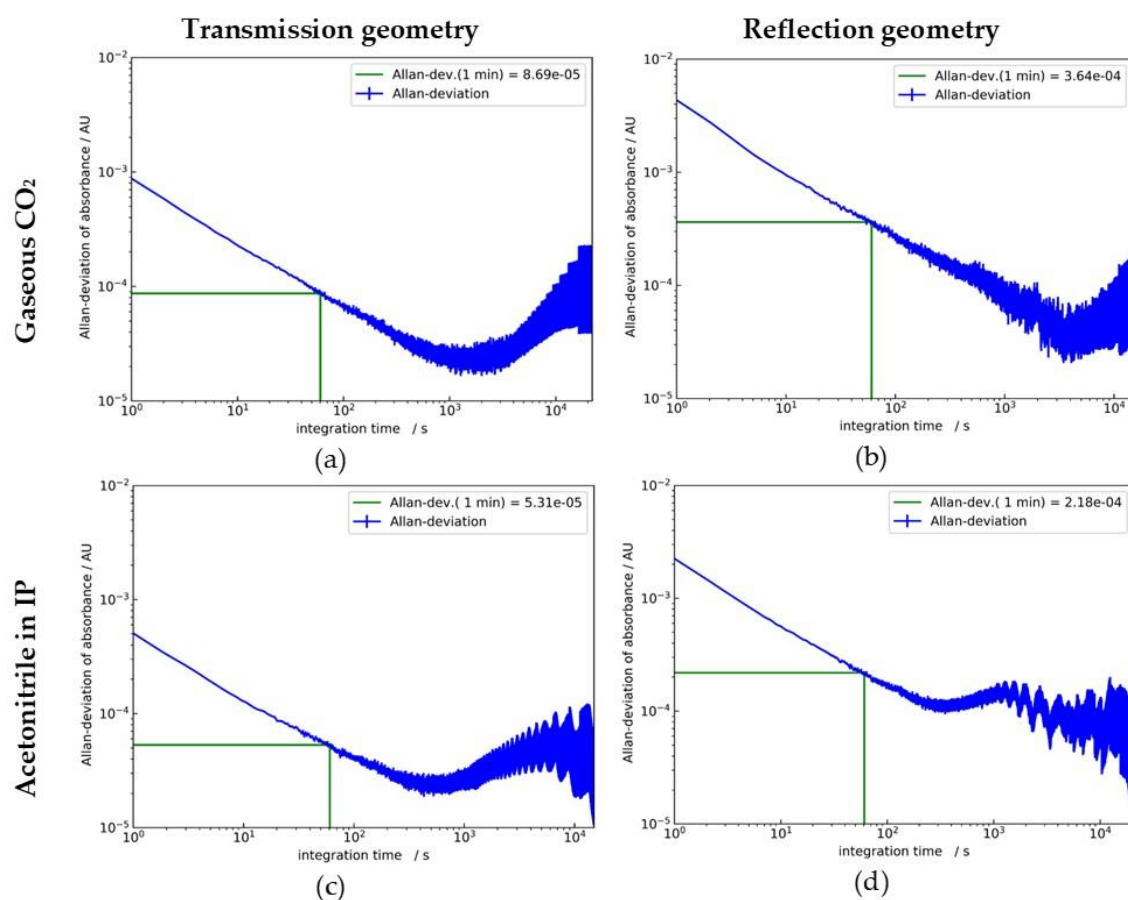 Transmission geometry
Reflection geometry
Gaseous CO₂
10⁻²
10⁻³
10⁻⁴
10⁻⁵
Allan-deviation of absorbance / AU
Allan-dev.(1 min) = 8.69e-05
Allan-deviation
10⁰ 10¹ 10² 10³ 10⁴
integration time / s
(a)
10⁻²
10⁻³
10⁻⁴
10⁻⁵
Allan-deviation of absorbance / AU
Allan-dev.(1 min) = 3.64e-04
Allan-deviation
10⁰ 10¹ 10² 10³ 10⁴
integration time / s
(b)
Acetonitrile in IP
10⁻²
10⁻³
10⁻⁴
10⁻⁵
Allan-deviation of absorbance / AU
Allan-dev.( 1 min) = 5.31e-05
Allan-deviation
10⁰ 10¹ 10² 10³ 10⁴
integration time / s
(c)
10⁻²
10⁻³
10⁻⁴
10⁻⁵
Allan-deviation of absorbance / AU
Allan-dev.( 1 min) = 2.18e-04
Allan-deviation
10⁰ 10¹ 10² 10³ 10⁴
integration time / s
(d)